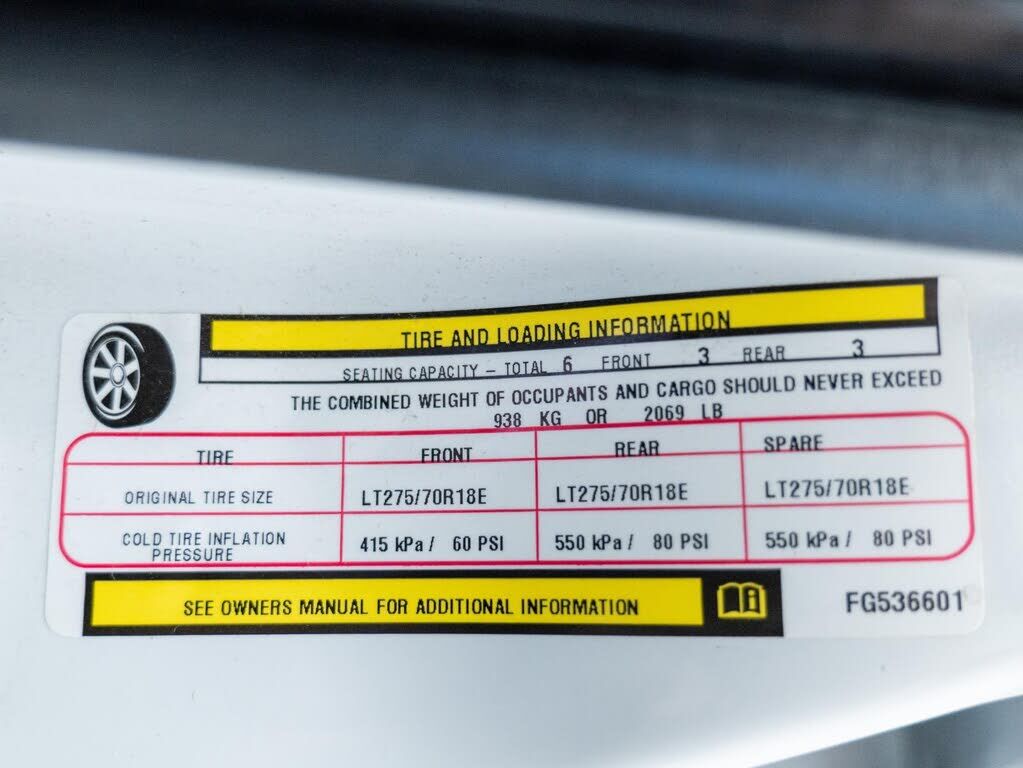 TIRE AND LOADING INFORMATION
SEATING CAPACITY – TOTAL 6 FRONT 3 REAR 3
THE COMBINED WEIGHT OF OCCUPANTS AND CARGO SHOULD NEVER EXCEED
938 KG OR 2069 LB
TIRE FRONT REAR SPARE
ORIGINAL TIRE SIZE LT275/70R18E LT275/70R18E LT275/70R18E
COLD TIRE INFLATION PRESSURE 415 kPa / 60 PSI 550 kPa / 80 PSI 550 kPa / 80 PSI
SEE OWNERS MANUAL FOR ADDITIONAL INFORMATION
FG536601